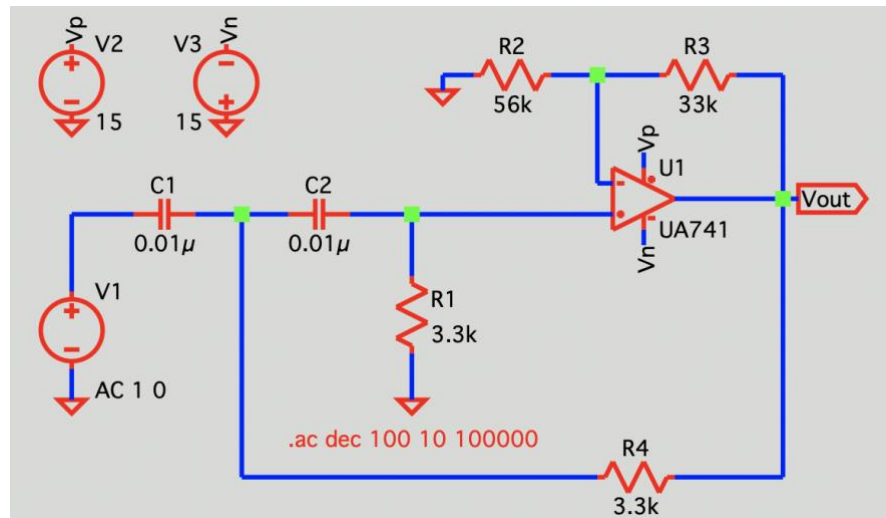 Vp
V2
15
Vn
V3
15
R2
56k
R3
33k
Vp
U1
UA741
Vn
Vout
C1
0.01µ
C2
0.01µ
V1
AC 1 0
R1
3.3k
.ac dec 100 10 100000
R4
3.3k